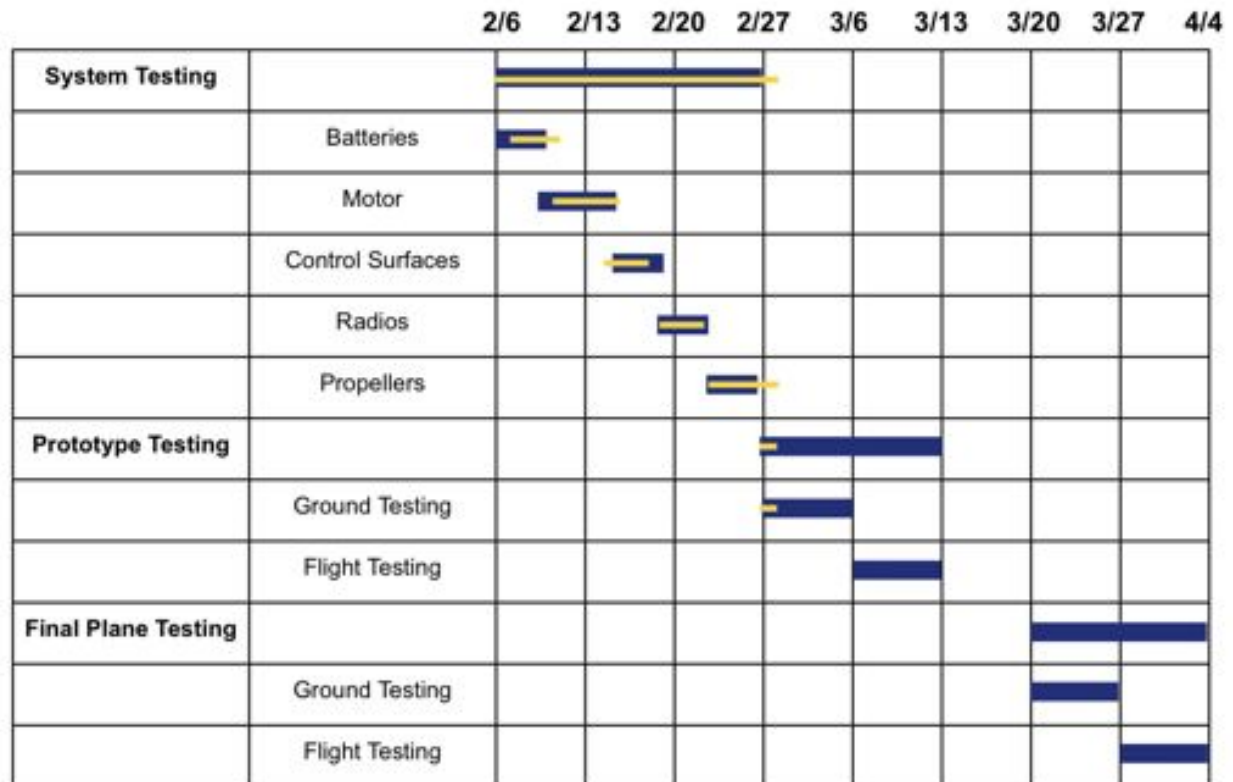 2/6 2/13 2/20 2/27 3/6 3/13 3/20 3/27 4/4
System Testing
Batteries
Motor
Control Surfaces
Radios
Propellers
Prototype Testing
Ground Testing
Flight Testing
Final Plane Testing
Ground Testing
Flight Testing